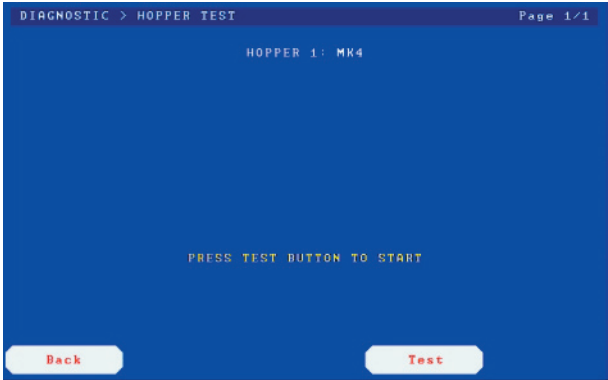 DIAGNOSTIC > HOPPER TEST Page 1/1
HOPPER 1: MK4
PRESS TEST BUTTON TO START
Back Test